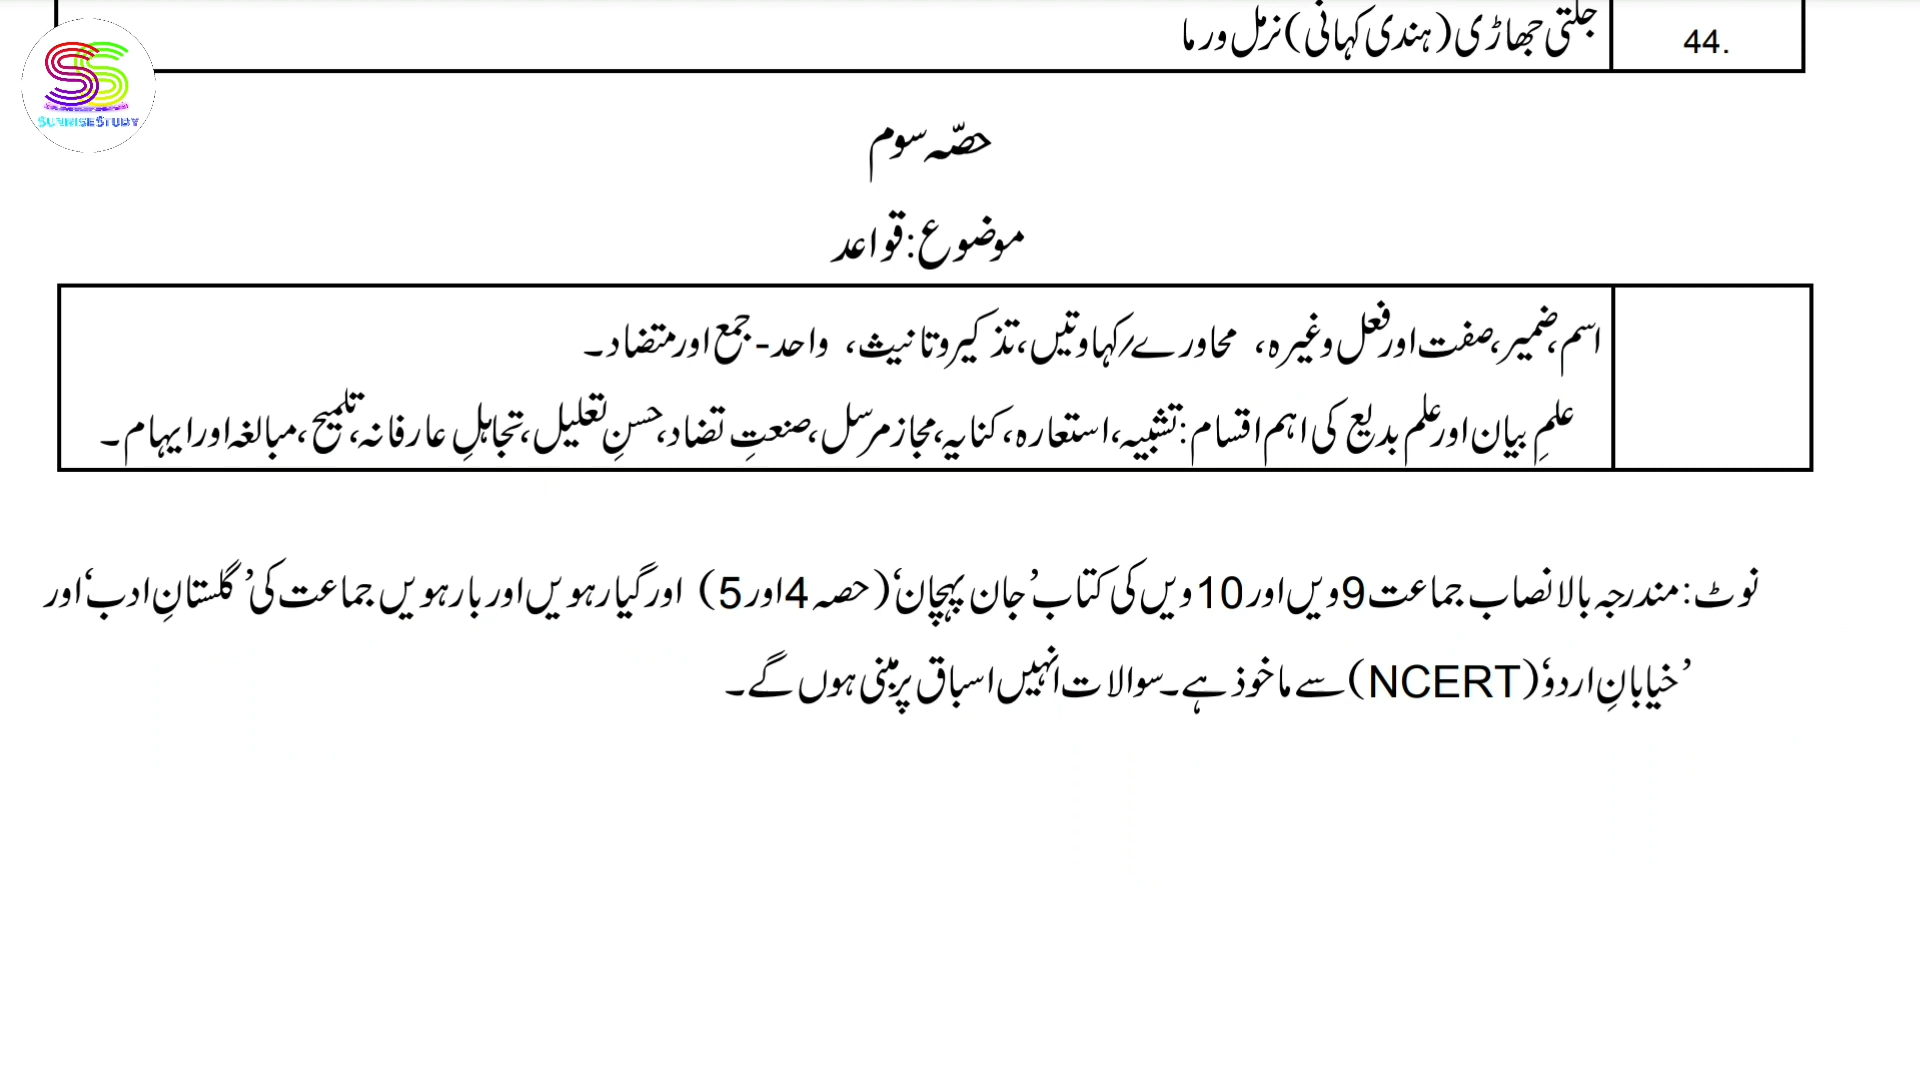 44. جلتی جھاڑی (ہندی کہانی) نرمل ورما
SUNRISESTUDY
حصّہ سوم
موضوع: قواعد
اسم، ضمیر، صفت اور فعل وغیرہ، محاورے؍کہاوتیں، تذکیر و تانیث، واحد-جمع اور متضاد۔
علمِ بیان اور علم بدیع کی اہم اقسام: تشبیہ، استعارہ، کنایہ، مجاز مرسل، صنعتِ تضاد، حسنِ تعلیل، تجاہلِ عارفانہ، تلمیح، مبالغہ اور ایہام۔
نوٹ: مندرجہ بالا نصاب جماعت 9ویں اور 10ویں کی کتاب ’جان پہچان‘ (حصہ 4 اور 5) اور گیارہویں اور بارہویں جماعت کی ’گلستانِ ادب‘ اور
’خیابانِ اردو‘ (NCERT) سے ماخوذ ہے۔ سوالات انہیں اسباق پر مبنی ہوں گے۔